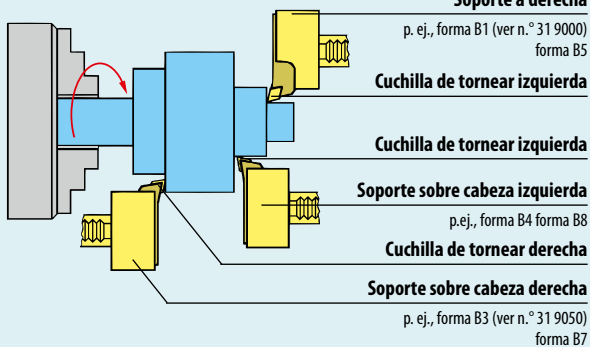 Soporte a derecha
p. ej., forma B1 (ver n.° 31 9000)
forma B5
Cuchilla de tornear izquierda
Cuchilla de tornear izquierda
Soporte sobre cabeza izquierda
p.ej., forma B4 forma B8
Cuchilla de tornear derecha
Soporte sobre cabeza derecha
p. ej., forma B3 (ver n.° 31 9050)
forma B7